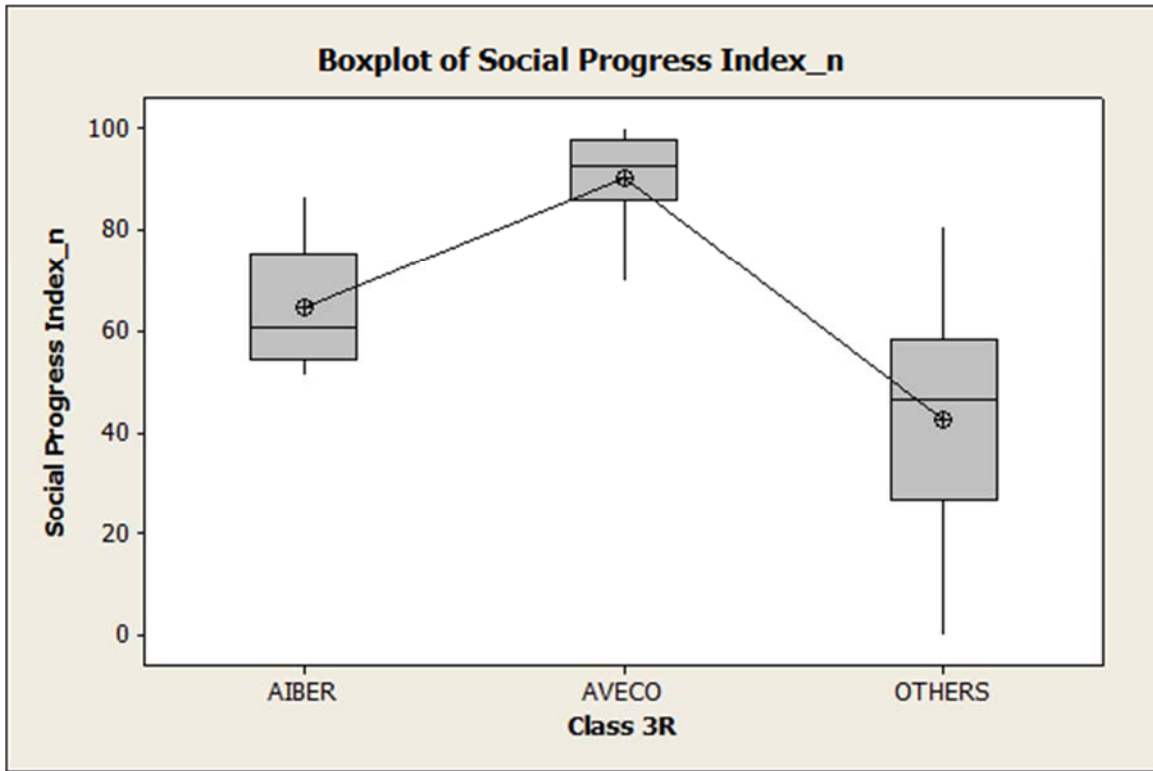 Boxplot of Social Progress Index_n
Social Progress Index_n
100
80
60
40
20
0
AIBER AVECO OTHERS
Class 3R